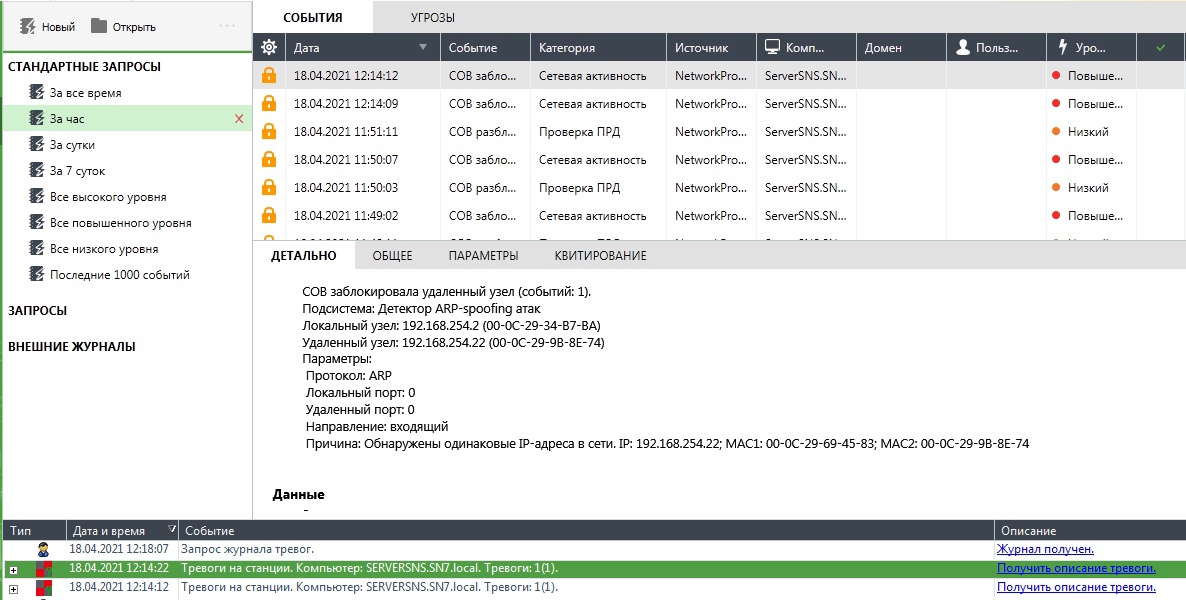 Новый Открыть ...
СТАНДАРТНЫЕ ЗАПРОСЫ
За все время
За час
За сутки
За 7 суток
Все высокого уровня
Все повышенного уровня
Все низкого уровня
Последние 1000 событий
ЗАПРОСЫ
ВНЕШНИЕ ЖУРНАЛЫ
СОБЫТИЯ УГРОЗЫ
Дата Событие Категория Источник Комп... Домен Польз... Уро...
18.04.2021 12:14:12 СОВ забло... Сетевая активность NetworkPro... ServerSNS.SN... Повыше...
18.04.2021 12:14:09 СОВ забло... Сетевая активность NetworkPro... ServerSNS.SN... Повыше...
18.04.2021 11:51:11 СОВ разбл... Проверка ПРД NetworkPro... ServerSNS.SN... Низкий
18.04.2021 11:50:07 СОВ забло... Сетевая активность NetworkPro... ServerSNS.SN... Повыше...
18.04.2021 11:50:03 СОВ разбл... Проверка ПРД NetworkPro... ServerSNS.SN... Низкий
18.04.2021 11:49:02 СОВ забло... Сетевая активность NetworkPro... ServerSNS.SN... Повыше...
ДЕТАЛЬНО ОБЩЕЕ ПАРАМЕТРЫ КВИТИРОВАНИЕ
СОВ заблокировала удаленный узел (событий: 1).
Подсистема: Детектор ARP-spoofing атак
Локальный узел: 192.168.254.2 (00-0C-29-34-B7-BA)
Удаленный узел: 192.168.254.22 (00-0C-29-9B-8E-74)
Параметры:
Протокол: ARP
Локальный порт: 0
Удаленный порт: 0
Направление: входящий
Причина: Обнаружены одинаковые IP-адреса в сети. IP: 192.168.254.22; MAC1: 00-0C-29-69-45-83; MAC2: 00-0C-29-9B-8E-74
Данные
Тип Дата и время Событие Описание
18.04.2021 12:18:07 Запрос журнала тревог. Журнал получен.
18.04.2021 12:14:22 Тревоги на станции. Компьютер: SERVERSNS.SN7.local. Тревоги: 1(1). Получить описание тревоги.
18.04.2021 12:14:12 Тревоги на станции. Компьютер: SERVERSNS.SN7.local. Тревоги: 1(1). Получить описание тревоги.